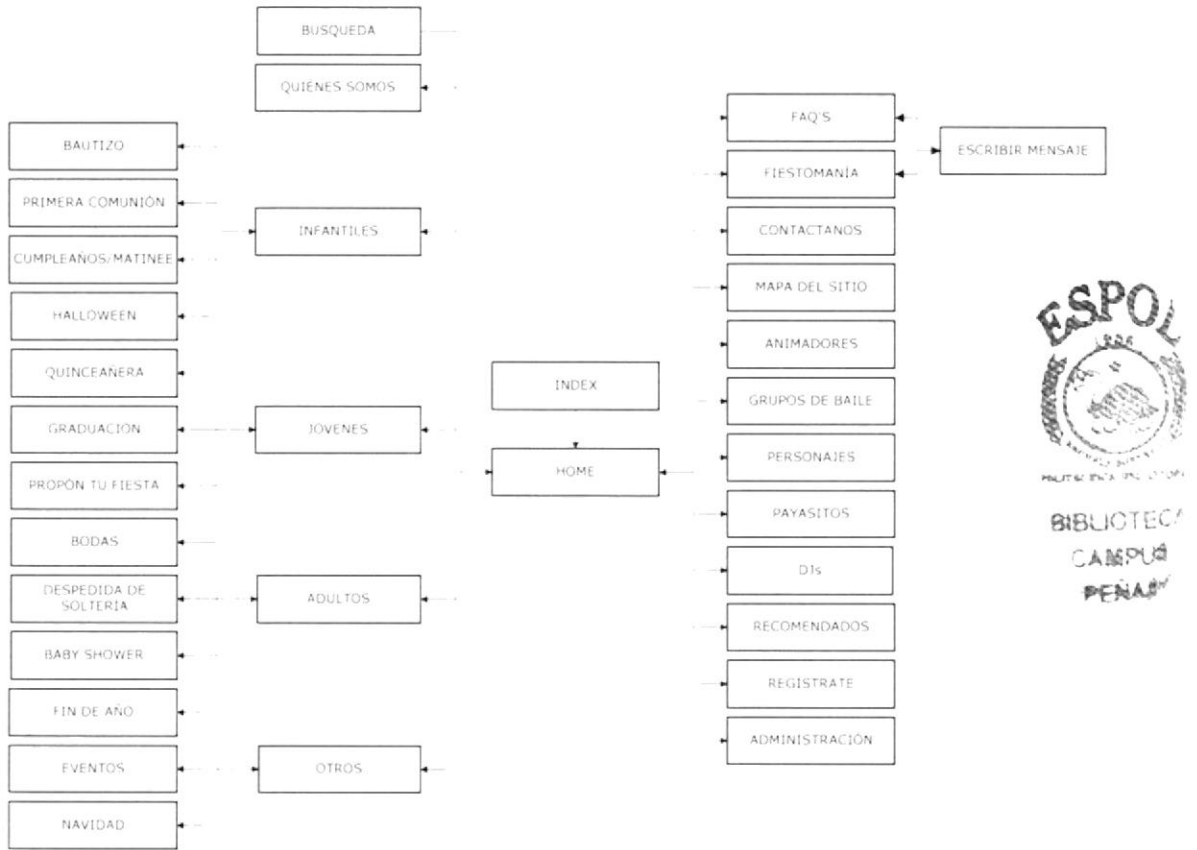 BUSQUEDA
QUIÉNES SOMOS
BAUTIZO
PRIMERA COMUNIÓN
CUMPLEAÑOS/MATINEE
HALLOWEEN
QUINCEAÑERA
GRADUACIÓN
PROPÓN TU FIESTA
BODAS
DESPEDIDA DE
SOLTERIA
BABY SHOWER
FIN DE AÑO
EVENTOS
NAVIDAD
INFANTILES
JOVENES
ADULTOS
OTROS
INDEX
HOME
FAQ'S
FIESTOMANÍA
CONTACTANOS
MAPA DEL SITIO
ANIMADORES
GRUPOS DE BAILE
PERSONAJES
PAYASITOS
DJs
RECOMENDADOS
REGISTRATE
ADMINISTRACIÓN
ESCRIBIR MENSAJE
ESPOL
BIBLIOTECA
CAMPUS